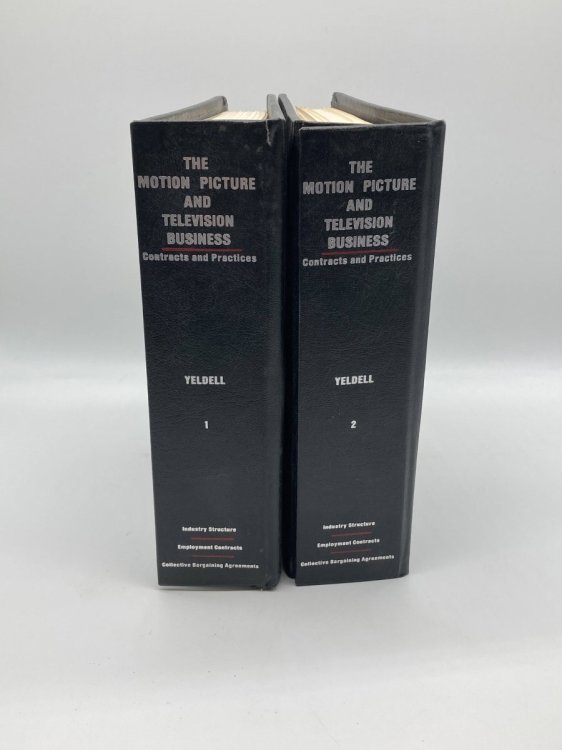 THE
MOTION PICTURE
AND
TELEVISION
BUSINESS
Contracts and Practices
YELDELL
1
Industry Structure
Employment Contracts
Collective Bargaining Agreements
THE
MOTION PICTURE
AND
TELEVISION
BUSINESS
Contracts and Practices
YELDELL
2
Industry Structure
Employment Contracts
Collective Bargaining Agreements